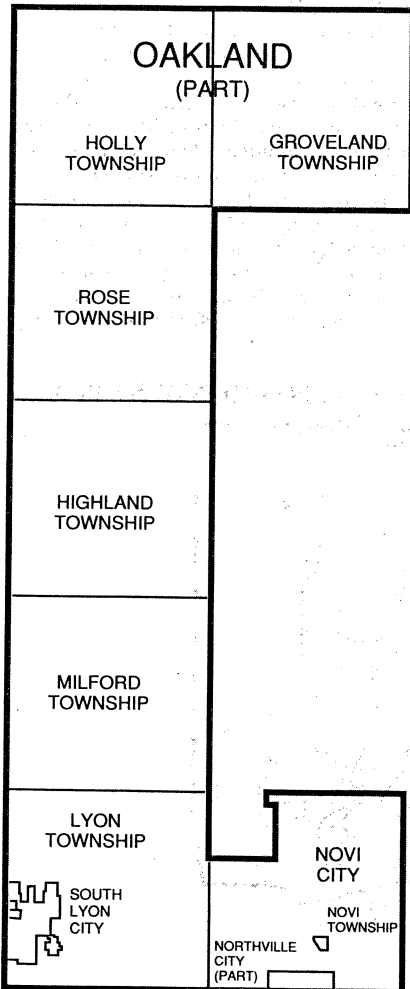 OAKLAND
(PART)
HOLLY
TOWNSHIP
GROVELAND
TOWNSHIP
ROSE
TOWNSHIP
HIGHLAND
TOWNSHIP
MILFORD
TOWNSHIP
LYON
TOWNSHIP
SOUTH
LYON
CITY
NOVI
CITY
NOVI
TOWNSHIP
NORTHVILLE
CITY
(PART)